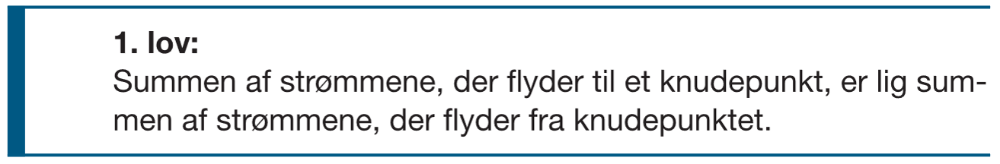 1. lov:
Summen af strømmene, der flyder til et knudepunkt, er lig sum-
men af strømmene, der flyder fra knudepunktet.